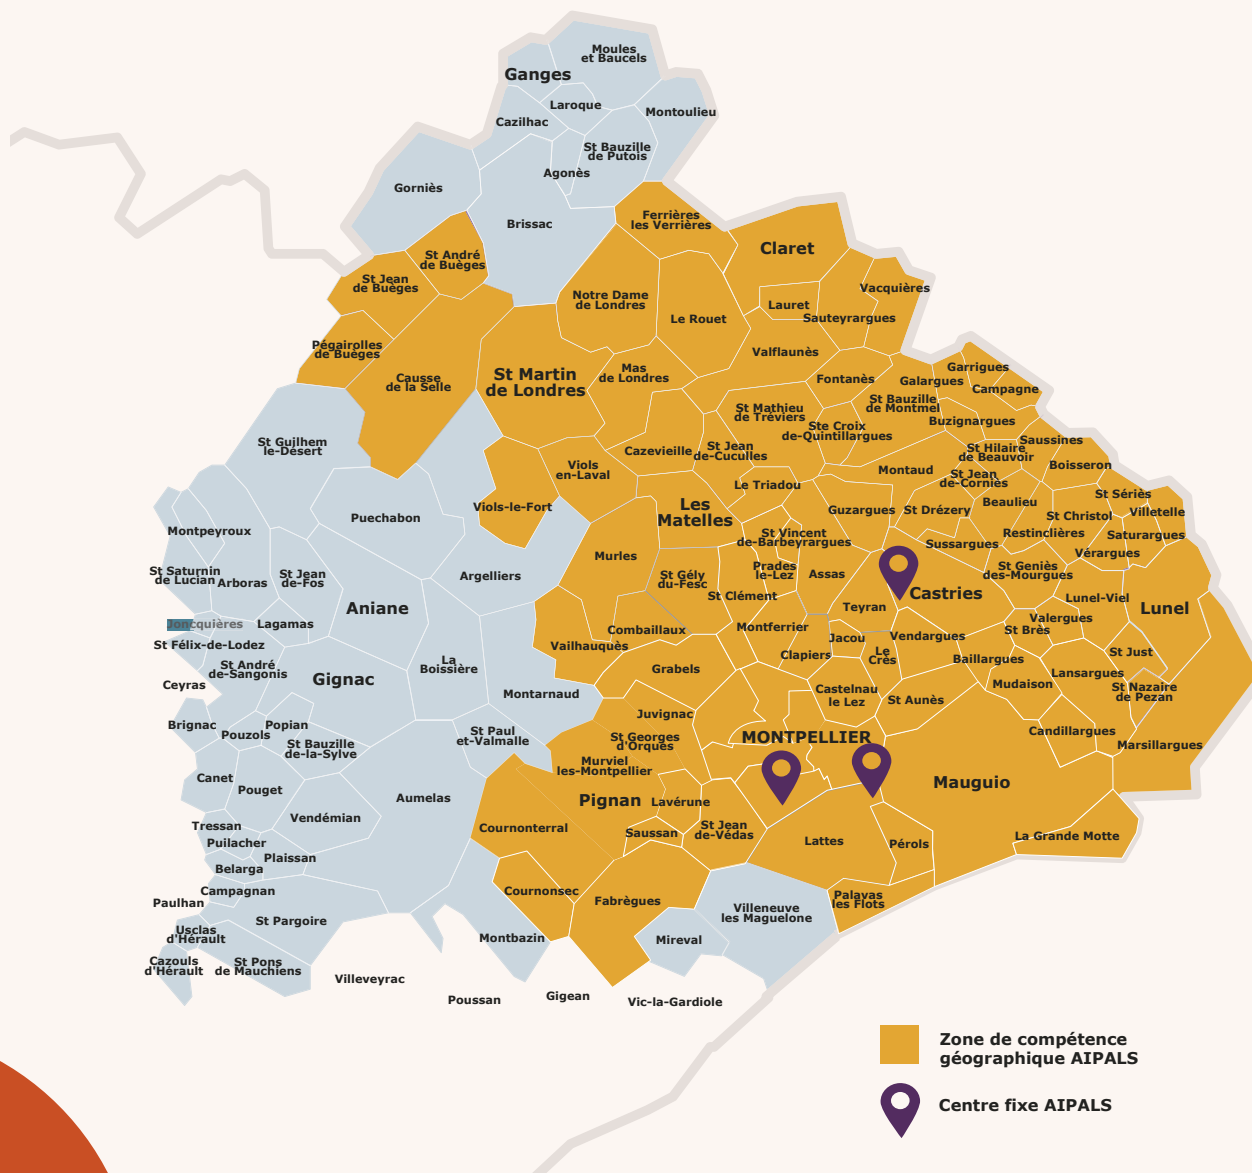 Moules
et Baucels
Ganges
Laroque
Montoulieu
Cazilhac
St Bauzille
de Putois
Agonès
Gorniès
Brissac
Ferrières
les Verrières
Claret
St André
de Buèges
St Jean
de Buèges
Vacquières
Notre Dame
de Londres
Lauret
Le Rouet
Sauteyrargues
Pégairolles
de Buèges
Valflaunès
Garrigues
Mas
de Londres
St Martin
de Londres
Causse
de la Selle
Fontanès
Galargues
Campagne
St Bauzille
de Montmel
St Mathieu
de Tréviers
Buzignargues
Ste Croix
de-Quintillargues
Saussines
St Guilhem
le-Désert
Cazevieille
St Jean
de-Cuculles
St Hilaire
de Beauvoir
Boisseron
Viols
en-Laval
Montaud
St Jean
de-Corniès
Le Triadou
St Sériès
Viols-le-Fort
Les
Matelles
Guzargues
St Drézery
Beaulieu
Villetelle
Puechabon
St Christol
Montpeyroux
St Vincent
de-Barbeyrargues
Restinclières
Saturargues
Sussargues
Vérargues
Murles
St Saturnin
de Lucian
Arboras
St Jean
de-Fos
Argelliers
St Gély
du-Fesc
Prades
le-Lez
Assas
St Geniès
des-Mourgues
St Clément
Castries
Lunel-Viel
Lunel
Aniane
Teyran
Joncquières
Lagamas
Combaillaux
Montferrier
Jacou
Vendargues
Valergues
St Brès
St Félix-de-Lodez
Vailhauquès
Clapiers
Le
Crès
Baillargues
St Just
St André
de-Sangonis
La
Boissière
Grabels
Lansargues
Gignac
Ceyras
Montarnaud
Castelnau
le Lez
St Aunès
Mudaison
St Nazaire
de Pezan
Juvignac
Brignac
Popian
Pouzols
St Paul
et-Valmalle
St Georges
d'Orques
MONTPELLIER
Candillargues
Marsillargues
St Bauzille
de-la-Sylve
Murviel
les-Montpellier
Canet
Mauguio
Pouget
Aumelas
Pignan
Lavérune
Vendémian
Tressan
Cournonterral
Saussan
St Jean
de-Védas
La Grande Motte
Puilacher
Lattes
Pérols
Plaissan
Belarga
Campagnan
Cournonsec
Fabrègues
Palavas
les Flots
Paulhan
Villeneuve
les Maguelone
St Pargoire
Usclas
d'Hérault
Montbazin
Mireval
Cazouls
d'Hérault
St Pons
de Mauchiens
Villeveyrac
Poussan
Gigean
Vic-la-Gardiole
Zone de compétence
géographique AIPALS
Centre fixe AIPALS